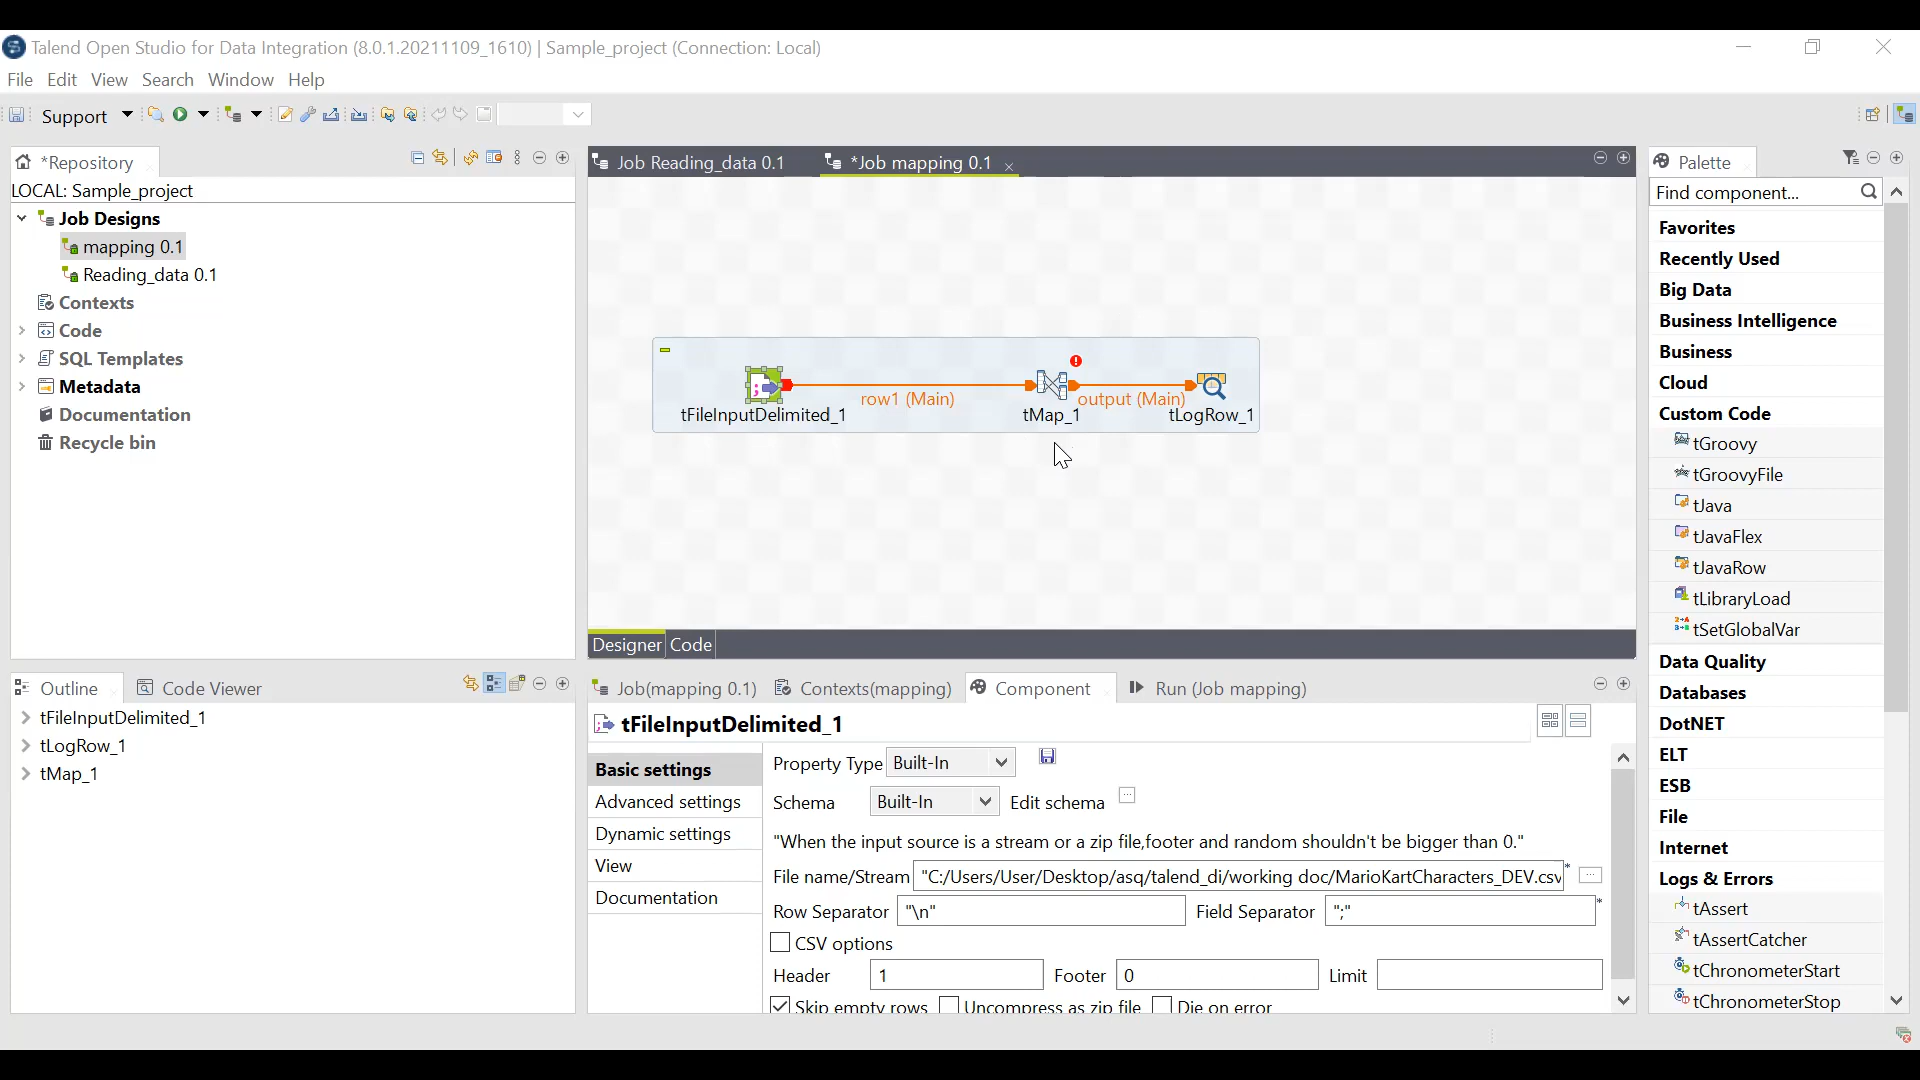 Talend Open Studio for Data Integration (8.0.1.20211109_1610) | Sample_project (Connection: Local)
File Edit View Search Window Help
Support
*Repository
LOCAL: Sample_project
Job Designs
mapping 0.1
Reading_data 0.1
Contexts
Code
SQL Templates
Metadata
Documentation
Recycle bin
Job Reading_data 0.1
*Job mapping 0.1
row1 (Main)
output (Main)
tFileInputDelimited_1
tMap_1
tLogRow_1
Designer Code
Palette
Find component...
Favorites
Recently Used
Big Data
Business Intelligence
Business
Cloud
Custom Code
tGroovy
tGroovyFile
tJava
tJavaFlex
tJavaRow
tLibraryLoad
tSetGlobalVar
Data Quality
Databases
DotNET
ELT
ESB
File
Internet
Logs & Errors
tAssert
tAssertCatcher
tChronometerStart
tChronometerStop
Outline
Code Viewer
tFileInputDelimited_1
tLogRow_1
tMap_1
Job(mapping 0.1)
Contexts(mapping)
Component
Run (Job mapping)
tFileInputDelimited_1
Basic settings
Advanced settings
Dynamic settings
View
Documentation
Property Type Built-In
Schema Built-In Edit schema
"When the input source is a stream or a zip file,footer and random shouldn't be bigger than 0."
File name/Stream "C:/Users/User/Desktop/asq/talend_di/working doc/MarioKartCharacters_DEV.csv *
Row Separator "\n" Field Separator ";" *
CSV options
Header 1 Footer 0 Limit
Skip empty rows Uncompress as zip file Die on error